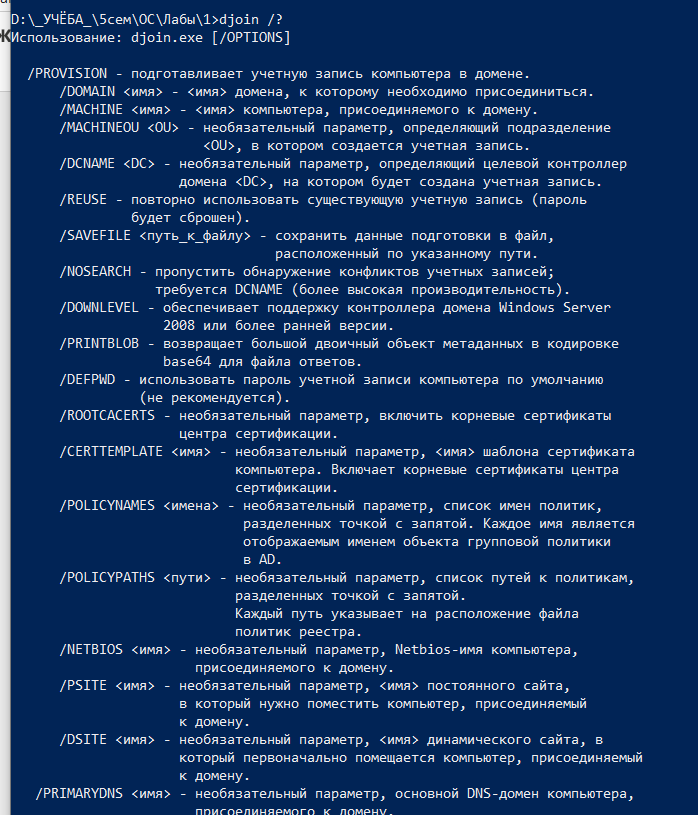 D:\_УЧЁБА_\5сем\ОС\Лабы\1>djoin /?
Использование: djoin.exe [/OPTIONS]
/PROVISION - подготавливает учетную запись компьютера в домене.
/DOMAIN <имя> - <имя> домена, к которому необходимо присоединиться.
/MACHINE <имя> - <имя> компьютера, присоединяемого к домену.
/MACHINEOU <OU> - необязательный параметр, определяющий подразделение
<OU>, в котором создается учетная запись.
/DCNAME <DC> - необязательный параметр, определяющий целевой контроллер
домена <DC>, на котором будет создана учетная запись.
/REUSE - повторно использовать существующую учетную запись (пароль
будет сброшен).
/SAVEFILE <путь_к_файлу> - сохранить данные подготовки в файл,
расположенный по указанному пути.
/NOSEARCH - пропустить обнаружение конфликтов учетных записей;
требуется DCNAME (более высокая производительность).
/DOWNLEVEL - обеспечивает поддержку контроллера домена Windows Server
2008 или более ранней версии.
/PRINTBLOB - возвращает большой двоичный объект метаданных в кодировке
base64 для файла ответов.
/DEFPWD - использовать пароль учетной записи компьютера по умолчанию
(не рекомендуется).
/ROOTCACERTS - необязательный параметр, включить корневые сертификаты
центра сертификации.
/CERTTEMPLATE <имя> - необязательный параметр, <имя> шаблона сертификата
компьютера. Включает корневые сертификаты центра
сертификации.
/POLICYNAMES <имена> - необязательный параметр, список имен политик,
разделенных точкой с запятой. Каждое имя является
отображаемым именем объекта групповой политики
в AD.
/POLICYPATHS <пути> - необязательный параметр, список путей к политикам,
разделенных точкой с запятой.
Каждый путь указывает на расположение файла
политик реестра.
/NETBIOS <имя> - необязательный параметр, Netbios-имя компьютера,
присоединяемого к домену.
/PSITE <имя> - необязательный параметр, <имя> постоянного сайта,
в который нужно поместить компьютер, присоединяемый
к домену.
/DSITE <имя> - необязательный параметр, <имя> динамического сайта, в
который первоначально помещается компьютер, присоединяемый
к домену.
/PRIMARYDNS <имя> - необязательный параметр, основной DNS-домен компьютера,
присоединяемого к домену.